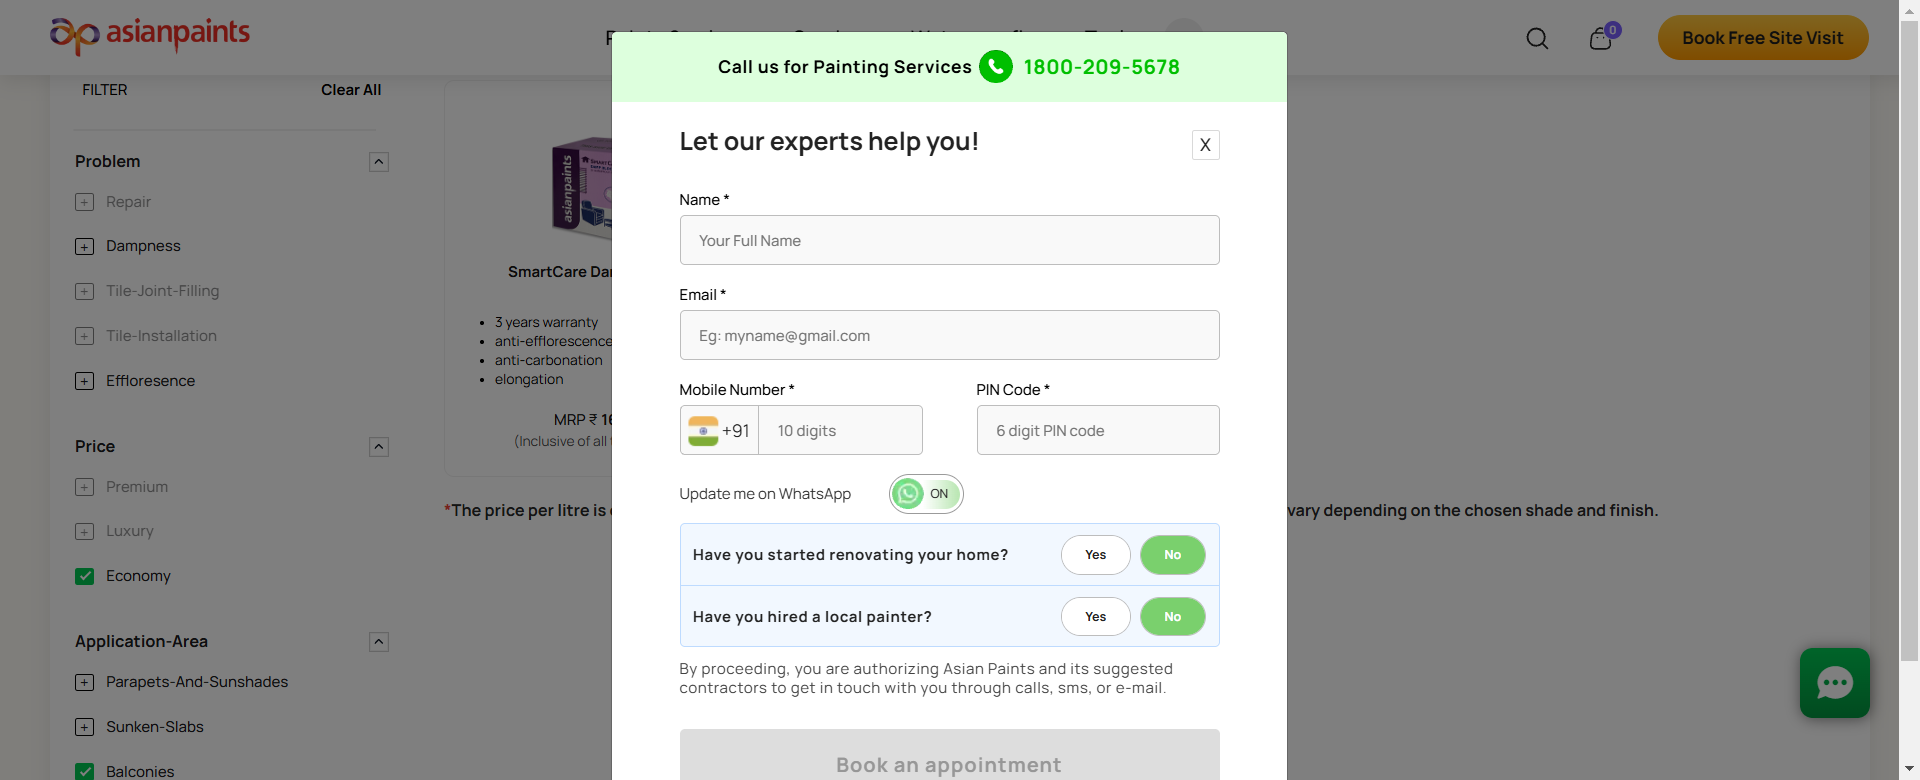 asianpaints
0
Book Free Site Visit
Call us for Painting Services 1800-209-5678
FILTER
Clear All
Problem
Repair
Dampness
Tile-Joint-Filling
Tile-Installation
Effloresence
Price
Premium
Luxury
Economy
Application-Area
Parapets-And-Sunshades
Sunken-Slabs
Balconies
asianpaints
SmartCare
3 years warranty
anti-efflorescence
anti-carbonation
elongation
MRP ₹
(Inclusive of all
*The price per litre is
vary depending on the chosen shade and finish.
Let our experts help you!
X
Name *
Your Full Name
Email *
Eg: myname@gmail.com
Mobile Number *
PIN Code *
+91 10 digits
6 digit PIN code
Update me on WhatsApp
ON
Have you started renovating your home? Yes No
Have you hired a local painter? Yes No
By proceeding, you are authorizing Asian Paints and its suggested
contractors to get in touch with you through calls, sms, or e-mail.
Book an appointment